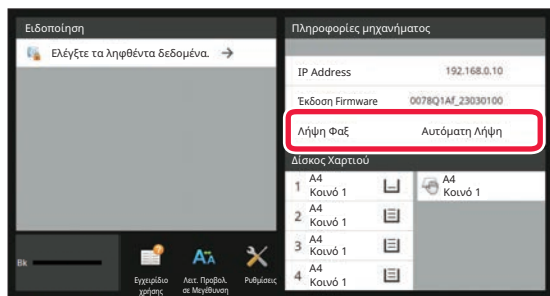 Ειδοποίηση
Ελέγξτε τα ληφθέντα δεδομένα. →
Πληροφορίες μηχανήματος
IP Address 192.168.0.10
Έκδοση Firmware 0078Q1Af_23030100
Λήψη Φαξ Αυτόματη Λήψη
Δίσκος Χαρτιού
1 A4
Κοινό 1
A4
Κοινό 1
2 A4
Κοινό 1
3 A4
Κοινό 1
4 A4
Κοινό 1
Bk
Εγχειρίδιο
χρήσης
Λειτ. Προβολ.
σε Μεγέθυνση
Ρυθμίσεις